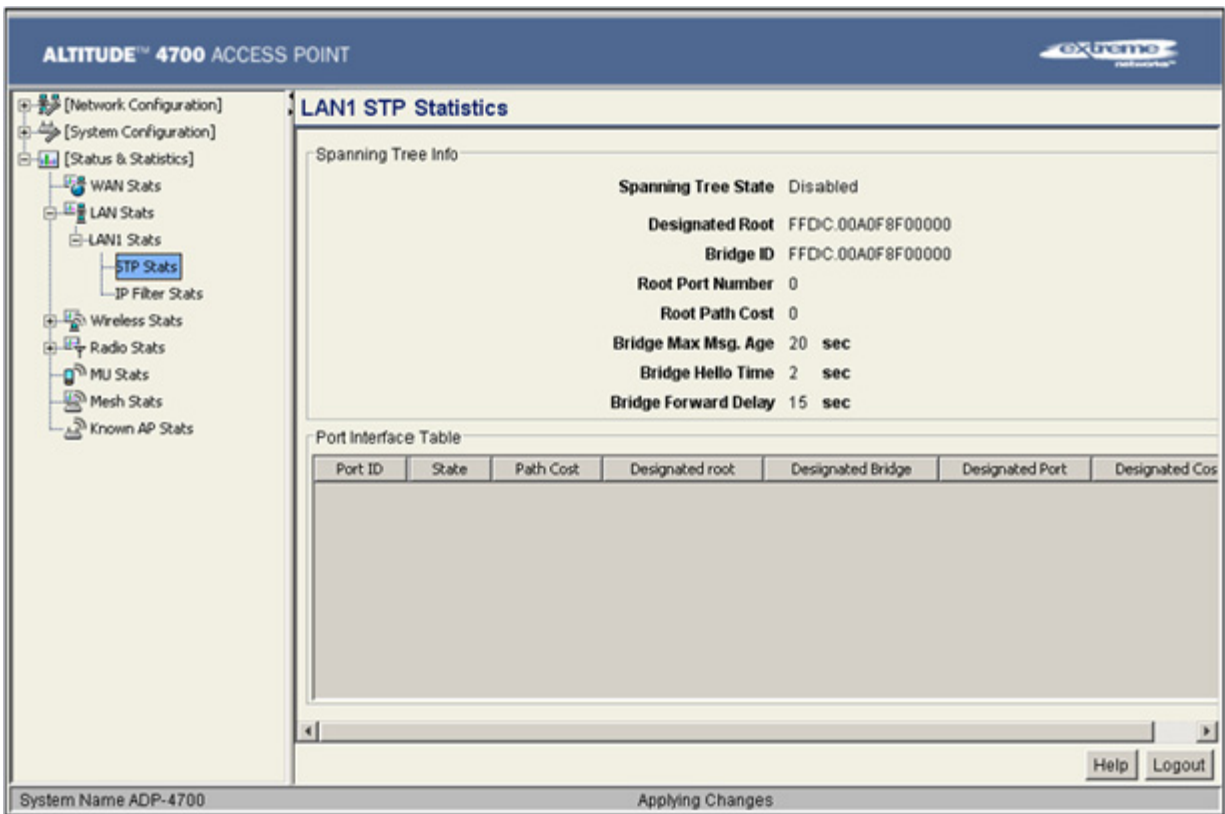 ALTITUDE™ 4700 ACCESS POINT
extreme networks™
[Network Configuration]
[System Configuration]
[Status & Statistics]
WAN Stats
LAN Stats
LAN1 Stats
STP Stats
IP Filter Stats
Wireless Stats
Radio Stats
MU Stats
Mesh Stats
Known AP Stats
LAN1 STP Statistics
Spanning Tree Info
Spanning Tree State Disabled
Designated Root FFDC.00A0F8F00000
Bridge ID FFDC.00A0F8F00000
Root Port Number 0
Root Path Cost 0
Bridge Max Msg. Age 20 sec
Bridge Hello Time 2 sec
Bridge Forward Delay 15 sec
Port Interface Table
Port ID State Path Cost Designated root Designated Bridge Designated Port Designated Cos
Help Logout
System Name ADP-4700 Applying Changes